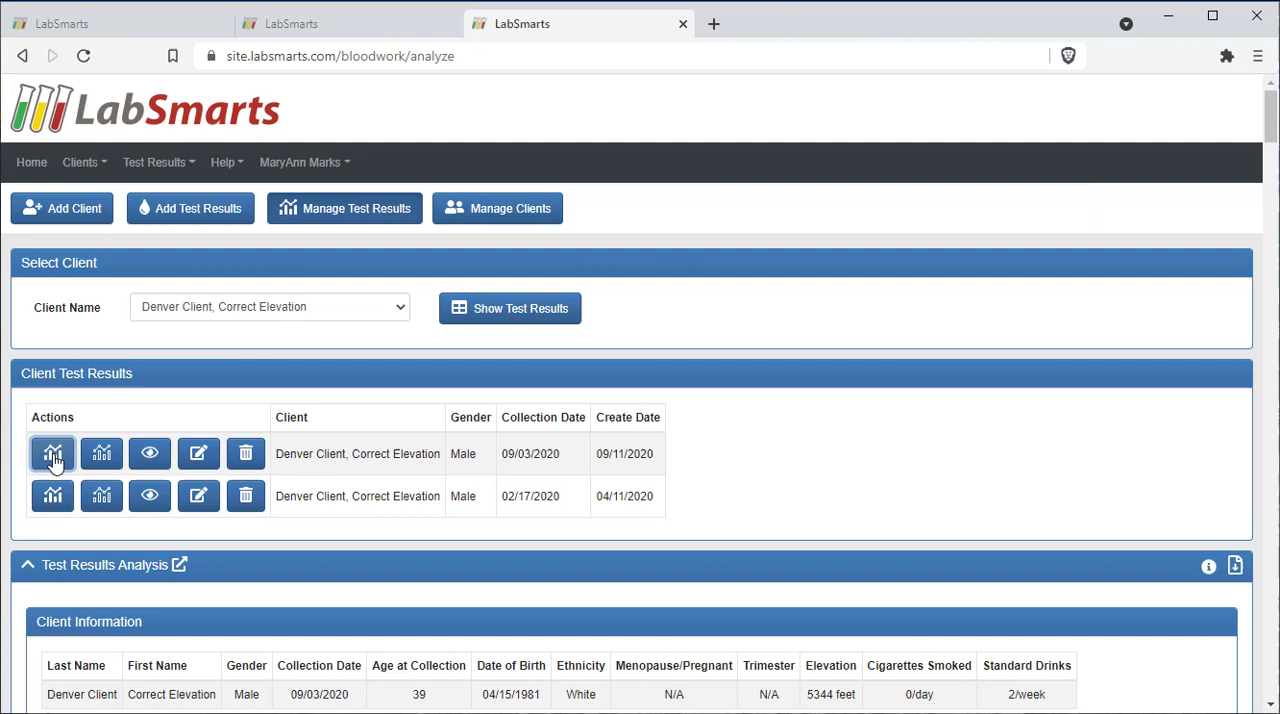 LabSmarts LabSmarts LabSmarts
site.labsmarts.com/bloodwork/analyze
LabSmarts
Home Clients Test Results Help MaryAnn Marks
Add Client Add Test Results Manage Test Results Manage Clients
Select Client
Client Name Denver Client, Correct Elevation Show Test Results
Client Test Results
Actions Client Gender Collection Date Create Date
Denver Client, Correct Elevation Male 09/03/2020 09/11/2020
Denver Client, Correct Elevation Male 02/17/2020 04/11/2020
Test Results Analysis
Client Information
Last Name First Name Gender Collection Date Age at Collection Date of Birth Ethnicity Menopause/Pregnant Trimester Elevation Cigarettes Smoked Standard Drinks
Denver Client Correct Elevation Male 09/03/2020 39 04/15/1981 White N/A N/A 5344 feet 0/day 2/week